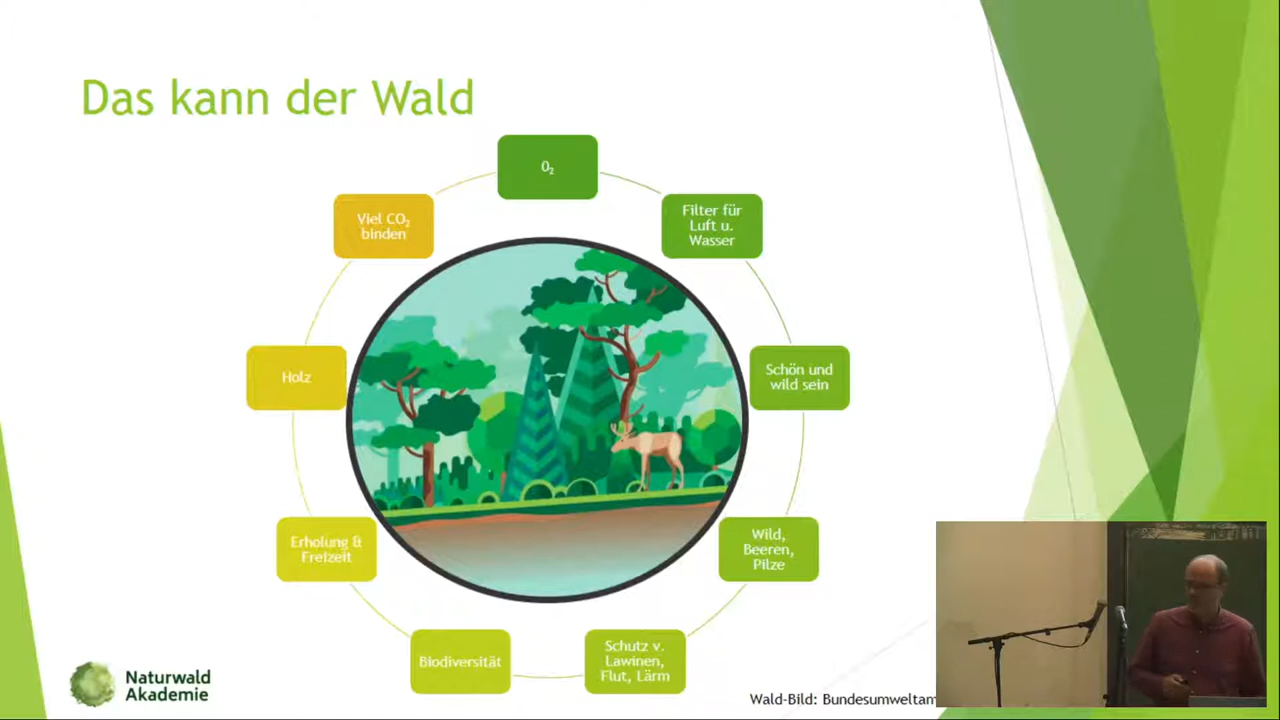 Das kann der Wald
O₂
Filter für
Luft u.
Wasser
Schön und
wild sein
Wild,
Beeren,
Pilze
Schutz v.
Lawinen,
Flut, Lärm
Biodiversität
Erholung &
Freizeit
Holz
Viel CO₂
binden
Naturwald
Akademie
Wald-Bild: